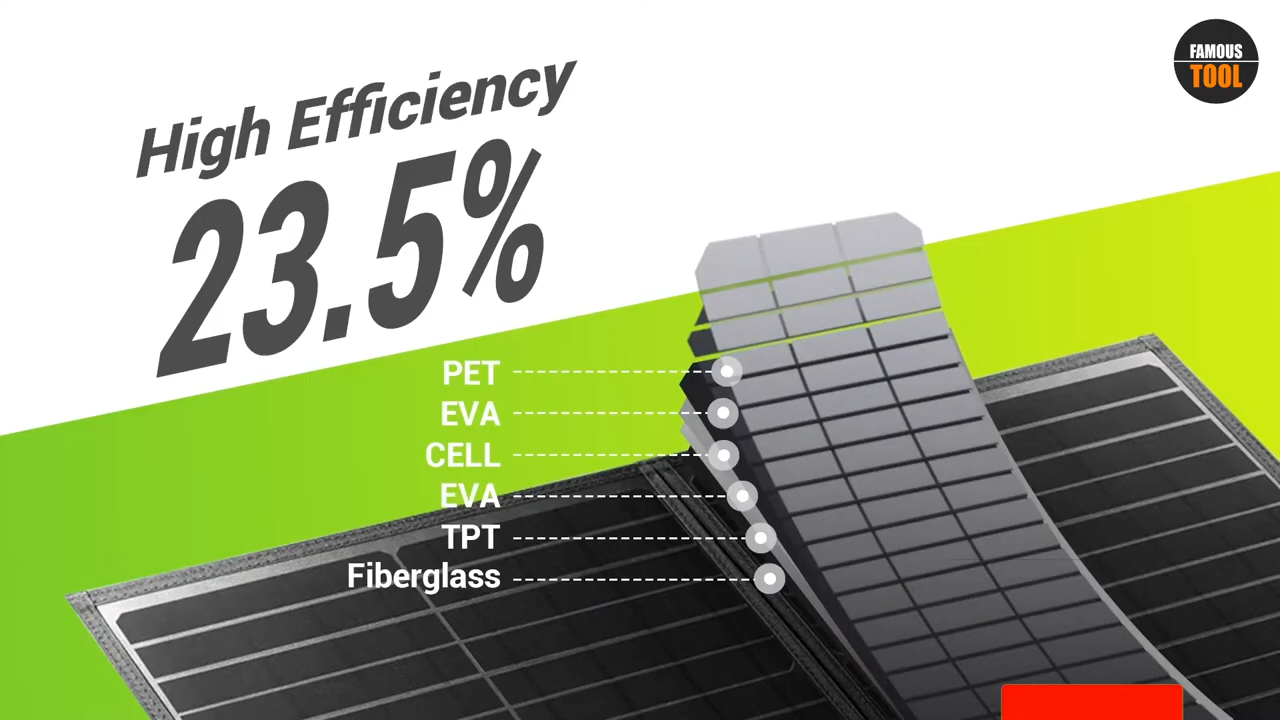 FAMOUS
TOOL
High Efficiency
23.5%
PET
EVA
CELL
EVA
TPT
Fiberglass